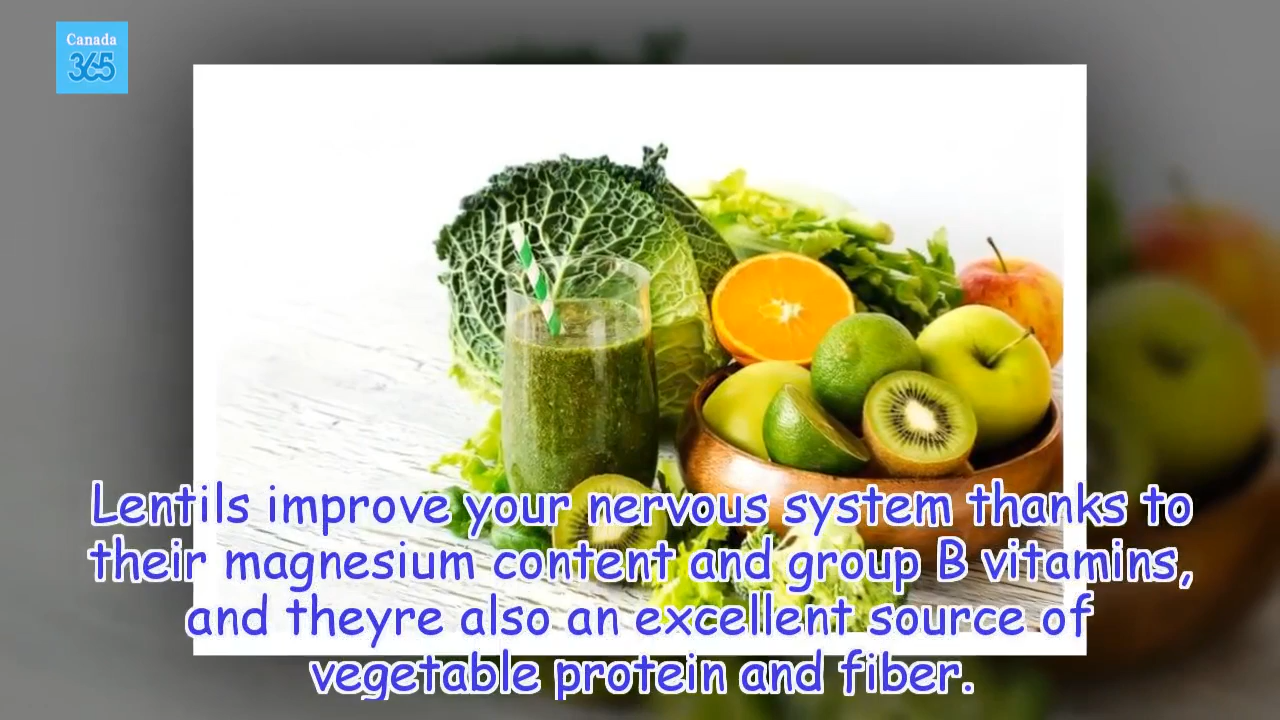 Canada
365
Lentils improve your nervous system thanks to
their magnesium content and group B vitamins,
and theyre also an excellent source of
vegetable protein and fiber.